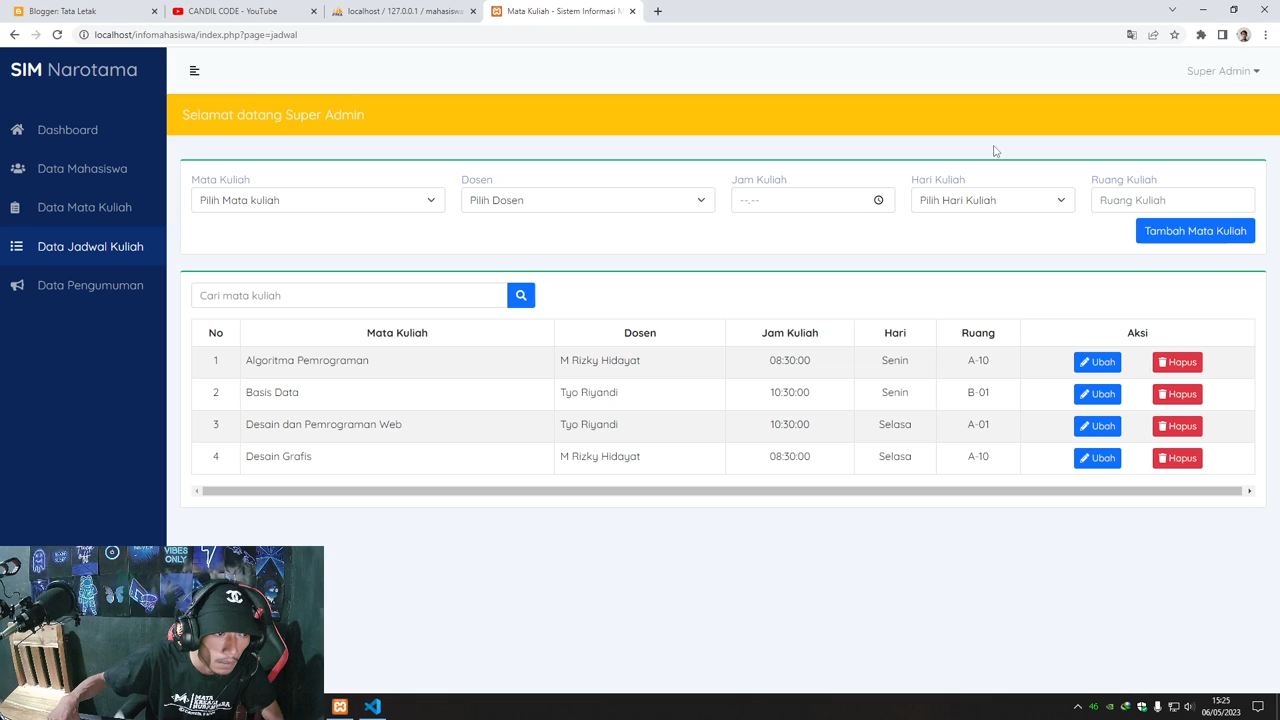 Blogger: Tata Letak
CANDIL CODE - YouTube
localhost / 127.0.0.1 / mahasisw
Mata Kuliah - Sistem Informasi M
localhost/infomahasiswa/index.php?page=jadwal
SIM Narotama
Super Admin
Selamat datang Super Admin
Dashboard
Data Mahasiswa
Data Mata Kuliah
Data Jadwal Kuliah
Data Pengumuman
Mata Kuliah Dosen Jam Kuliah Hari Kuliah Ruang Kuliah
Pilih Mata kuliah Pilih Dosen --.-- Pilih Hari Kuliah Ruang Kuliah
Tambah Mata Kuliah
Cari mata kuliah
No Mata Kuliah Dosen Jam Kuliah Hari Ruang Aksi
1 Algoritma Pemrograman M Rizky Hidayat 08:30:00 Senin A-10 Ubah Hapus
2 Basis Data Tyo Riyandi 10:30:00 Senin B-01 Ubah Hapus
3 Desain dan Pemrograman Web Tyo Riyandi 10:30:00 Selasa A-01 Ubah Hapus
4 Desain Grafis M Rizky Hidayat 08:30:00 Selasa A-10 Ubah Hapus
VIBES
ONLY
46
15:25
06/05/2023